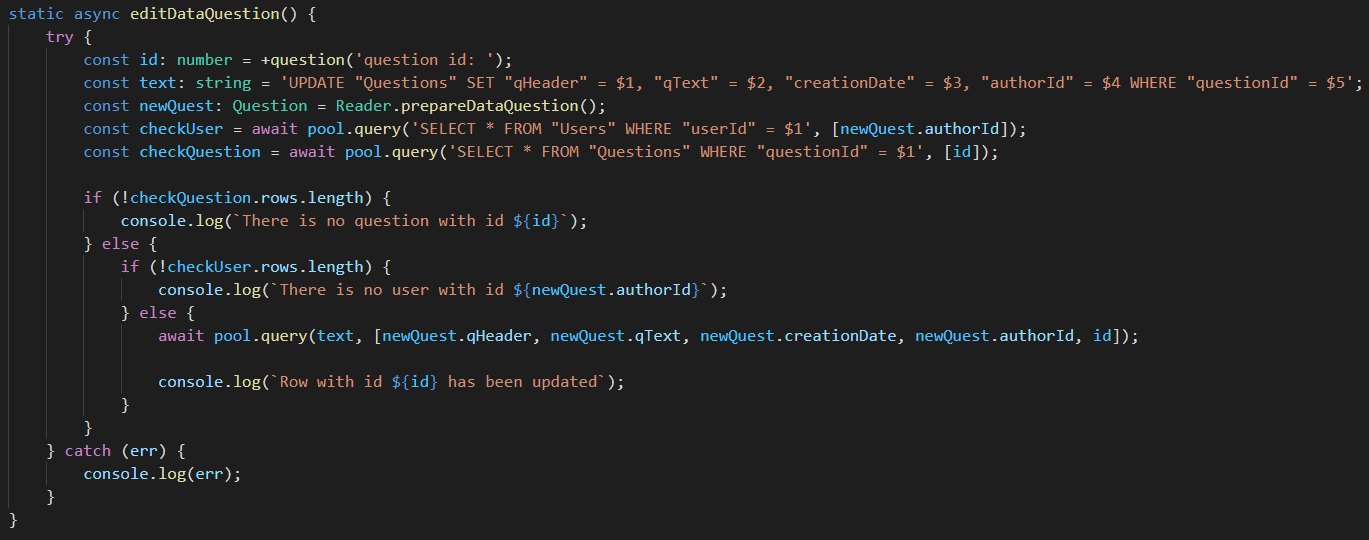 static async editDataQuestion() {
    try {
        const id: number = +question('question id: ');
        const text: string = 'UPDATE "Questions" SET "qHeader" = $1, "qText" = $2, "creationDate" = $3, "authorId" = $4 WHERE "questionId" = $5';
        const newQuest: Question = Reader.prepareDataQuestion();
        const checkUser = await pool.query('SELECT * FROM "Users" WHERE "userId" = $1', [newQuest.authorId]);
        const checkQuestion = await pool.query('SELECT * FROM "Questions" WHERE "questionId" = $1', [id]);

        if (!checkQuestion.rows.length) {
            console.log(`There is no question with id ${id}`);
        } else {
            if (!checkUser.rows.length) {
                console.log(`There is no user with id ${newQuest.authorId}`);
            } else {
                await pool.query(text, [newQuest.qHeader, newQuest.qText, newQuest.creationDate, newQuest.authorId, id]);

                console.log(`Row with id ${id} has been updated`);
            }
        }
    } catch (err) {
        console.log(err);
    }
}